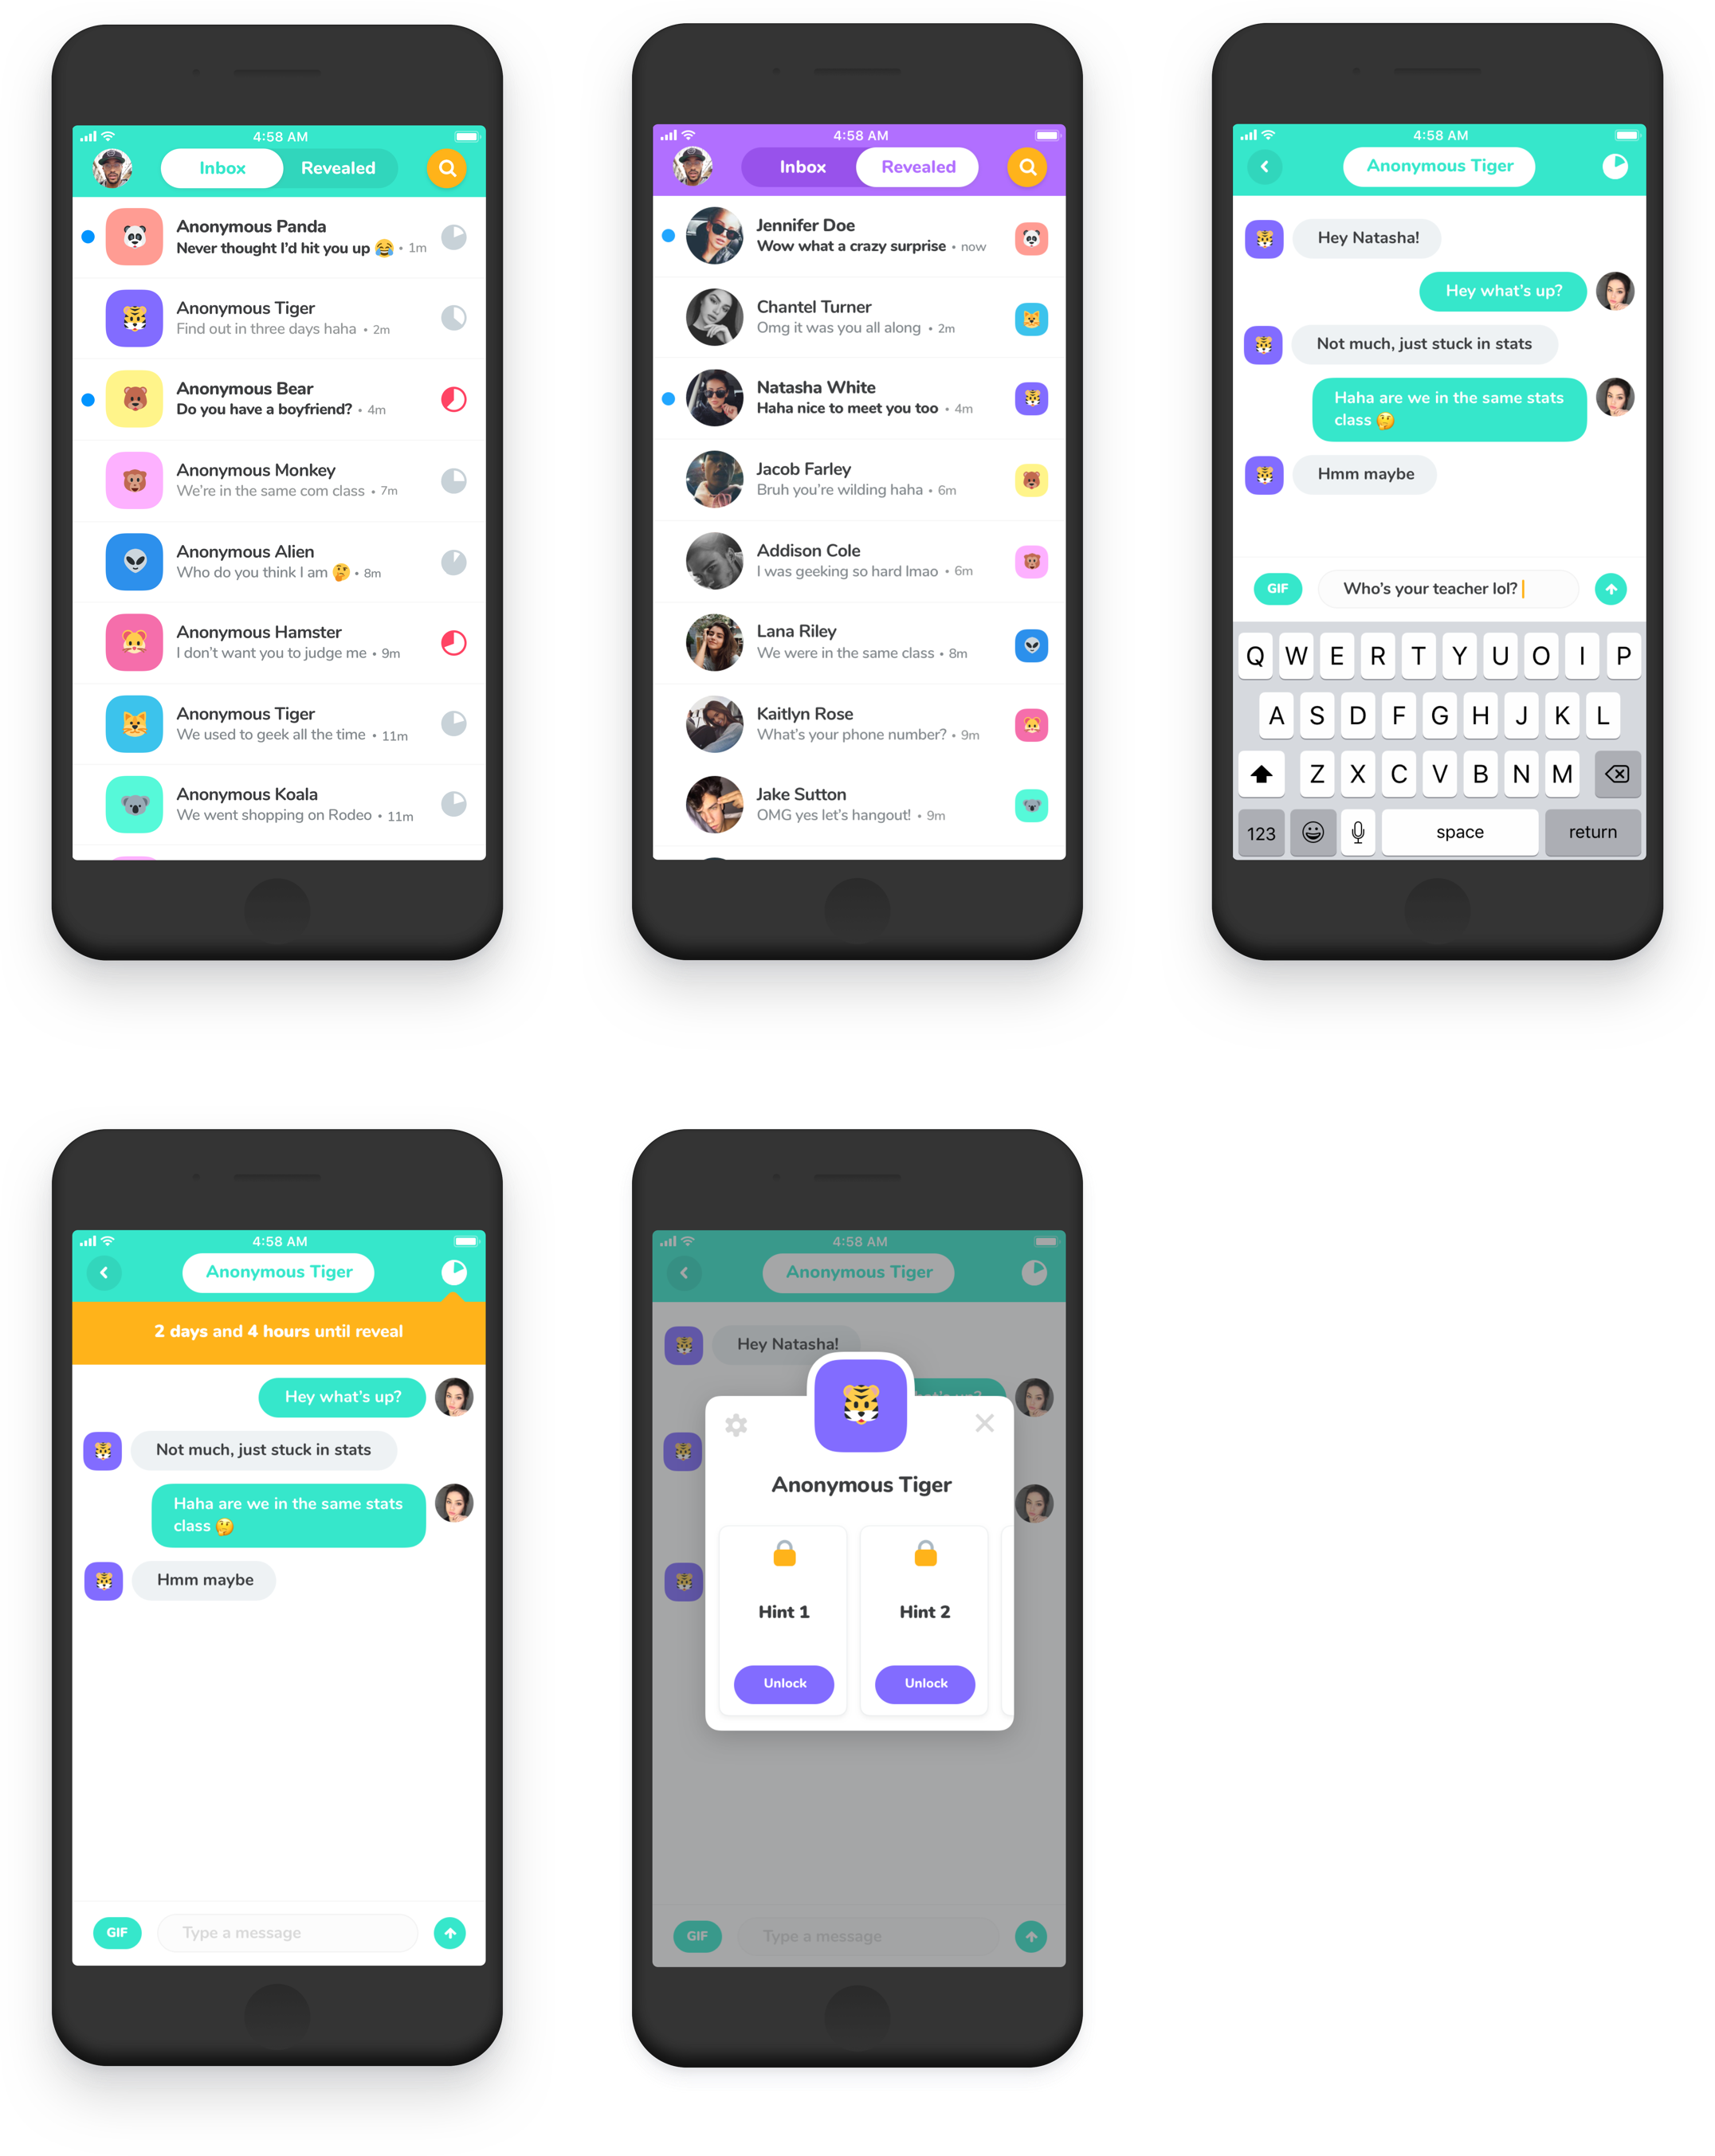 4:58 AM
Inbox Revealed
Anonymous Panda
Never thought I'd hit you up 😂 • 1m
Anonymous Tiger
Find out in three days haha • 2m
Anonymous Bear
Do you have a boyfriend? • 4m
Anonymous Monkey
We're in the same com class • 7m
Anonymous Alien
Who do you think I am 🤔 • 8m
Anonymous Hamster
I don't want you to judge me • 9m
Anonymous Tiger
We used to geek all the time • 11m
Anonymous Koala
We went shopping on Rodeo • 11m
4:58 AM
Inbox Revealed
Jennifer Doe
Wow what a crazy surprise • now
Chantel Turner
Omg it was you all along • 2m
Natasha White
Haha nice to meet you too • 4m
Jacob Farley
Bruh you're wilding haha • 6m
Addison Cole
I was geeking so hard lmao • 6m
Lana Riley
We were in the same class • 8m
Kaitlyn Rose
What's your phone number? • 9m
Jake Sutton
OMG yes let's hangout! • 9m
4:58 AM
Anonymous Tiger
Hey Natasha!
Hey what's up?
Not much, just stuck in stats
Haha are we in the same stats
class 🤔
Hmm maybe
GIF Who's your teacher lol?
Q W E R T Y U O I P
A S D F G H J K L
Z X C V B N M
123 space return
4:58 AM
Anonymous Tiger
2 days and 4 hours until reveal
Hey what's up?
Not much, just stuck in stats
Haha are we in the same stats
class 🤔
Hmm maybe
GIF Type a message
4:58 AM
Anonymous Tiger
Hey Natasha!
Anonymous Tiger
Hint 1 Hint 2
Unlock Unlock
GIF Type a message